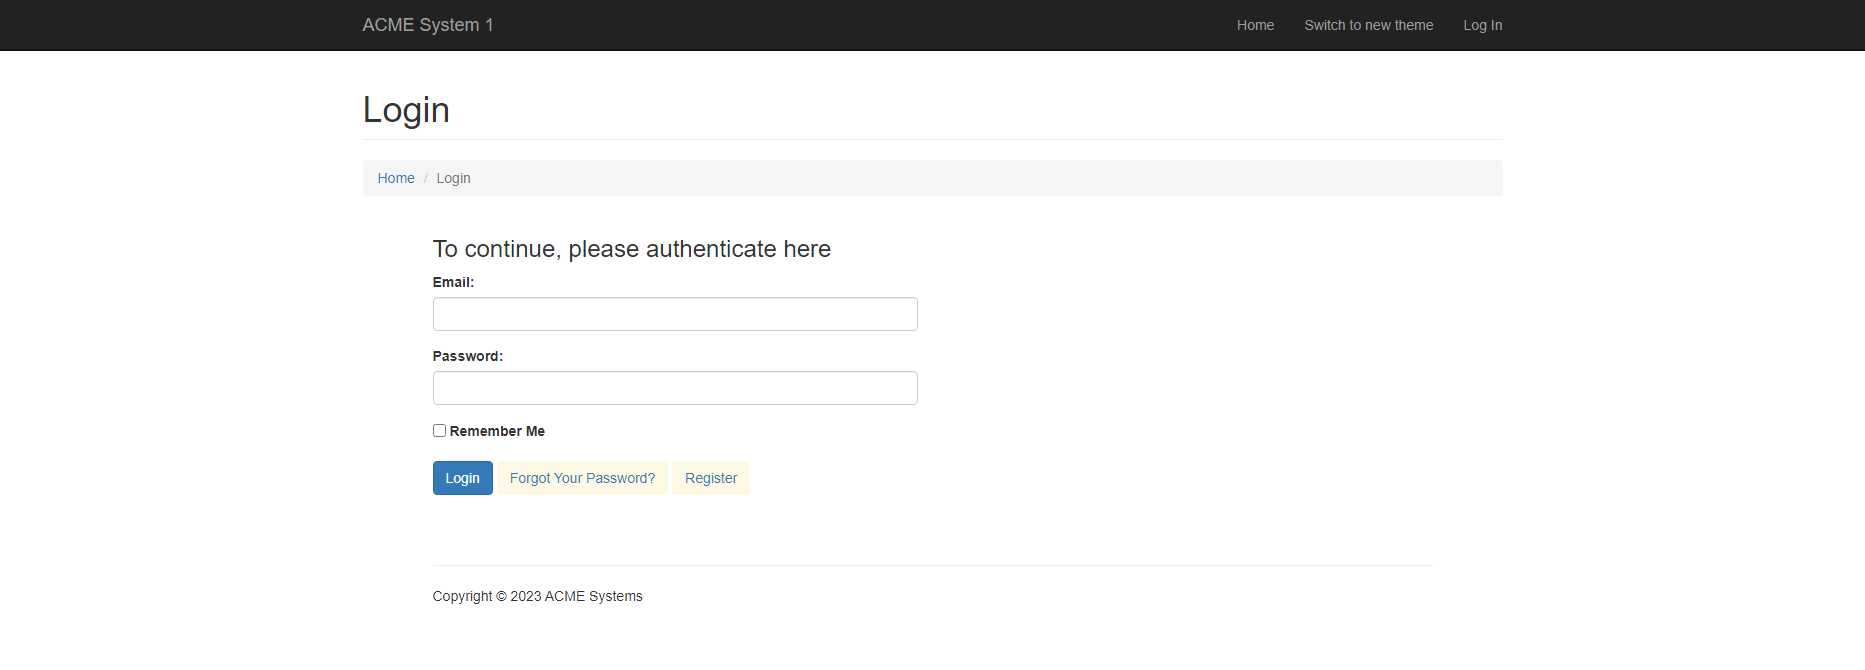 ACME System 1 Home Switch to new theme Log In
Login
Home / Login
To continue, please authenticate here
Email:
Password:
Remember Me
Login Forgot Your Password? Register
Copyright © 2023 ACME Systems